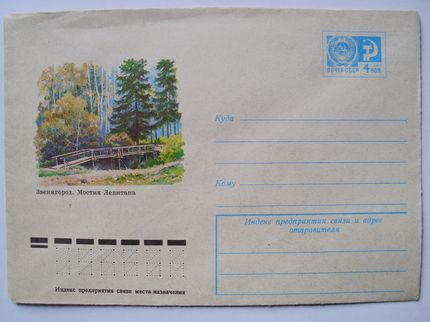 ПОЧТА СССР 4 КОП.
Куда
Звенигород. Мостик Левитана
Кому
Индекс предприятия связи и адрес
отправителя
Индекс предприятия связи места назначения